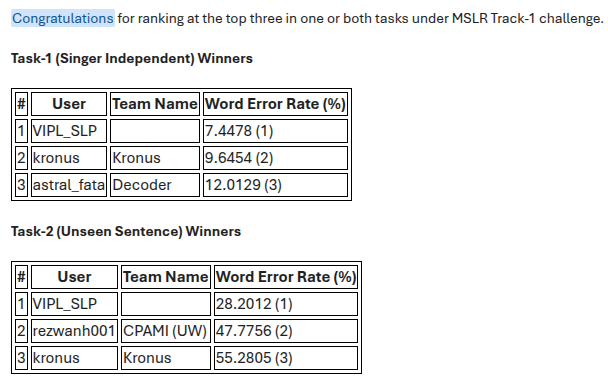 Congratulations for ranking at the top three in one or both tasks under MSLR Track-1 challenge.
Task-1 (Singer Independent) Winners
# User Team Name Word Error Rate (%)
1 VIPL_SLP 7.4478 (1)
2 kronus Kronus 9.6454 (2)
3 astral_fata Decoder 12.0129 (3)
Task-2 (Unseen Sentence) Winners
# User Team Name Word Error Rate (%)
1 VIPL_SLP 28.2012 (1)
2 rezwanh001 CPAMI (UW) 47.7756 (2)
3 kronus Kronus 55.2805 (3)